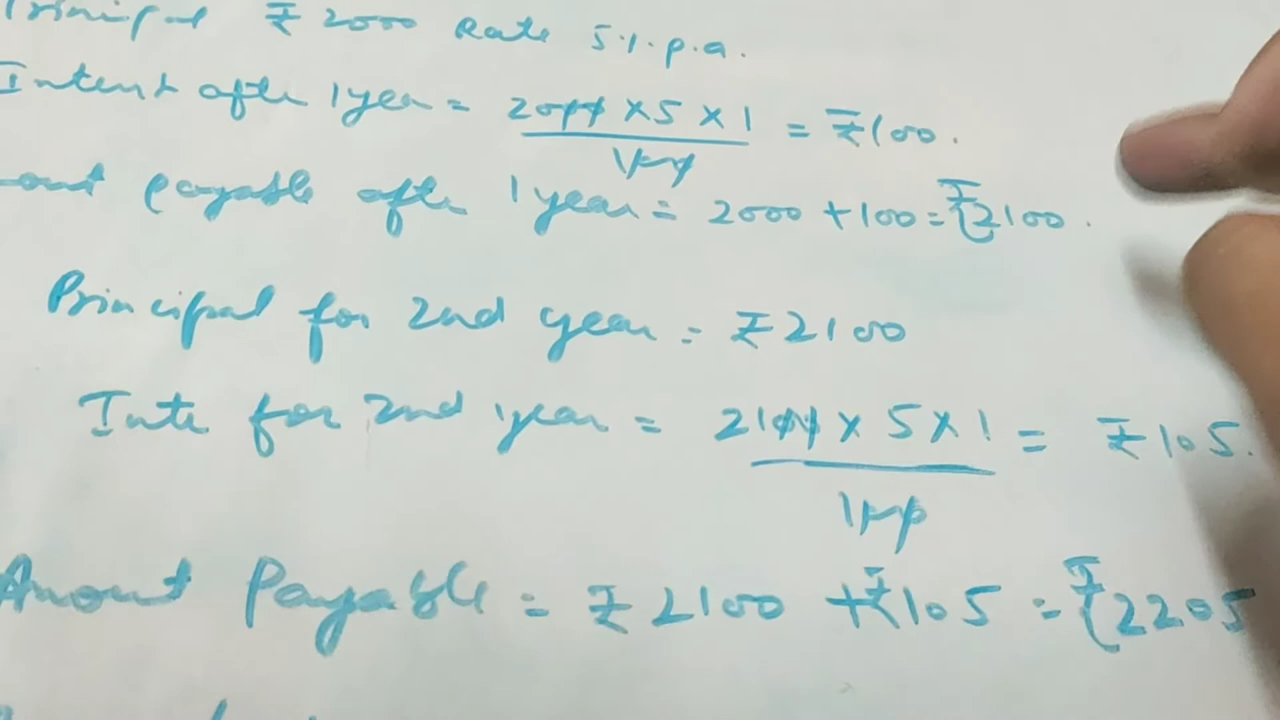 Principal ₹ 2000 Rate 5.1.p.a.
Interest after 1 year = 2000 × 5 × 1 = ₹100.
100
ount payable after 1 year = 2000 + 100 = ₹2100.
Principal for 2nd year = ₹2100
Inte for 2nd year = 2100 × 5 × 1 = ₹105.
100
Amount Payable = ₹2100 + ₹105 = ₹2205